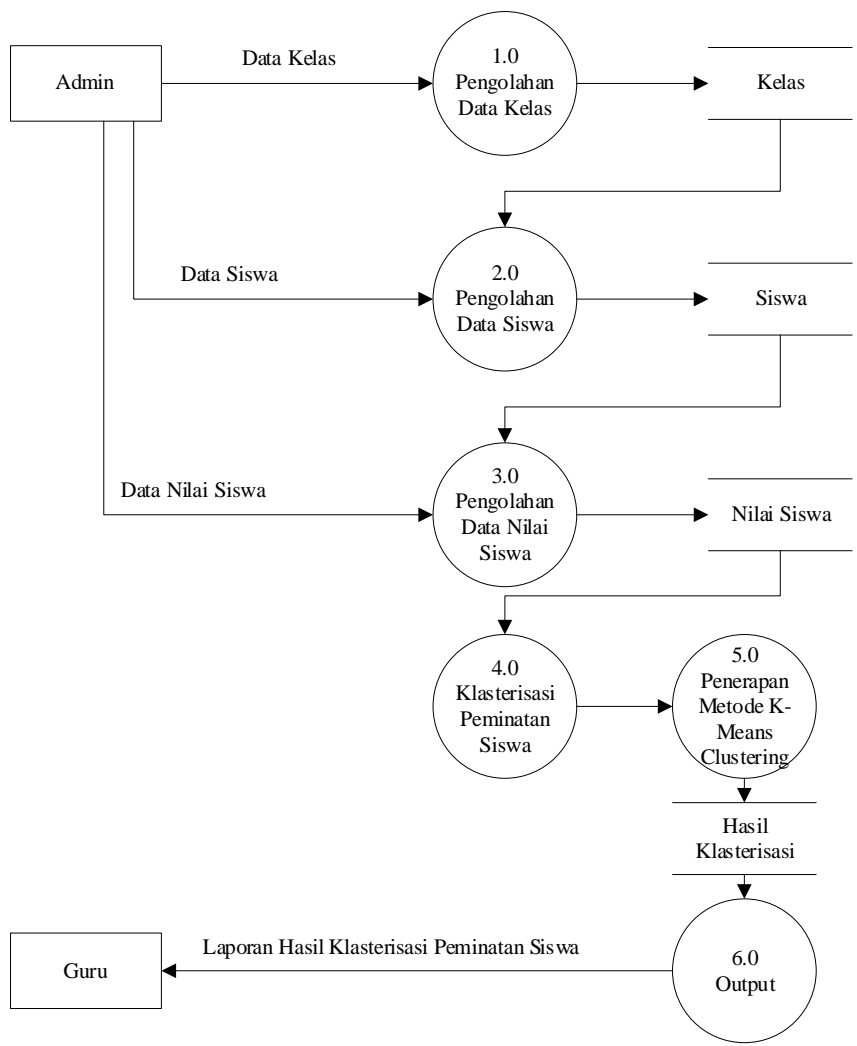 Admin
Data Kelas
1.0
Pengolahan
Data Kelas
Kelas
Data Siswa
2.0
Pengolahan
Data Siswa
Siswa
Data Nilai Siswa
3.0
Pengolahan
Data Nilai
Siswa
Nilai Siswa
4.0
Klasterisasi
Peminatan
Siswa
5.0
Penerapan
Metode K-
Means
Clustering
Hasil
Klasterisasi
Guru
Laporan Hasil Klasterisasi Peminatan Siswa
6.0
Output